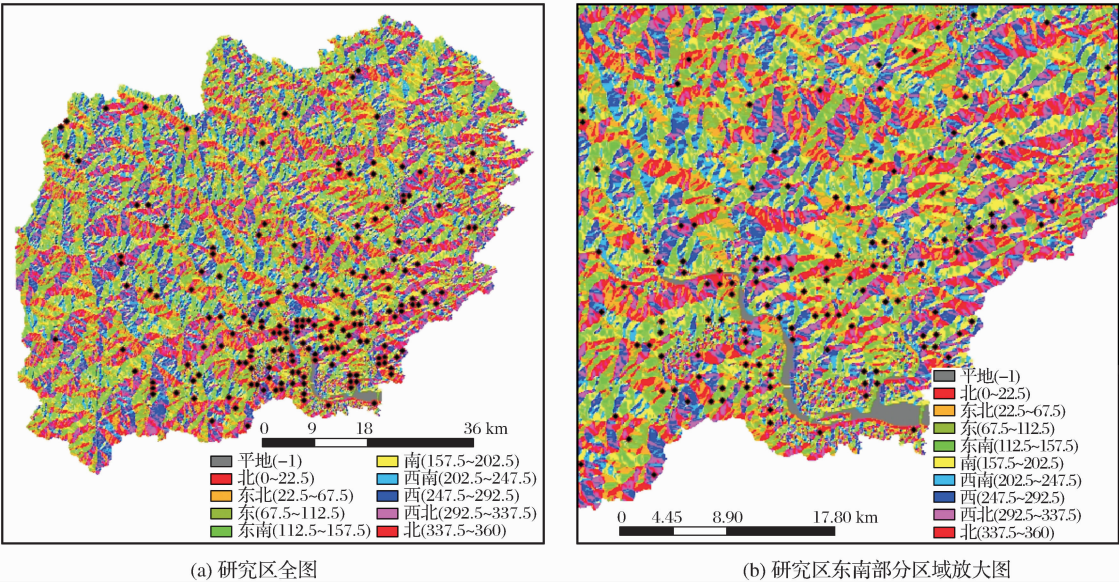 0 9 18 36 km
平地(-1)
北(0~22.5)
东北(22.5~67.5)
东(67.5~112.5)
东南(112.5~157.5)
南(157.5~202.5)
西南(202.5~247.5)
西(247.5~292.5)
西北(292.5~337.5)
北(337.5~360)
(a) 研究区全图
平地(-1)
北(0~22.5)
东北(22.5~67.5)
东(67.5~112.5)
东南(112.5~157.5)
南(157.5~202.5)
西南(202.5~247.5)
西(247.5~292.5)
西北(292.5~337.5)
北(337.5~360)
0 4.45 8.90 17.80 km
(b) 研究区东南部分区域放大图